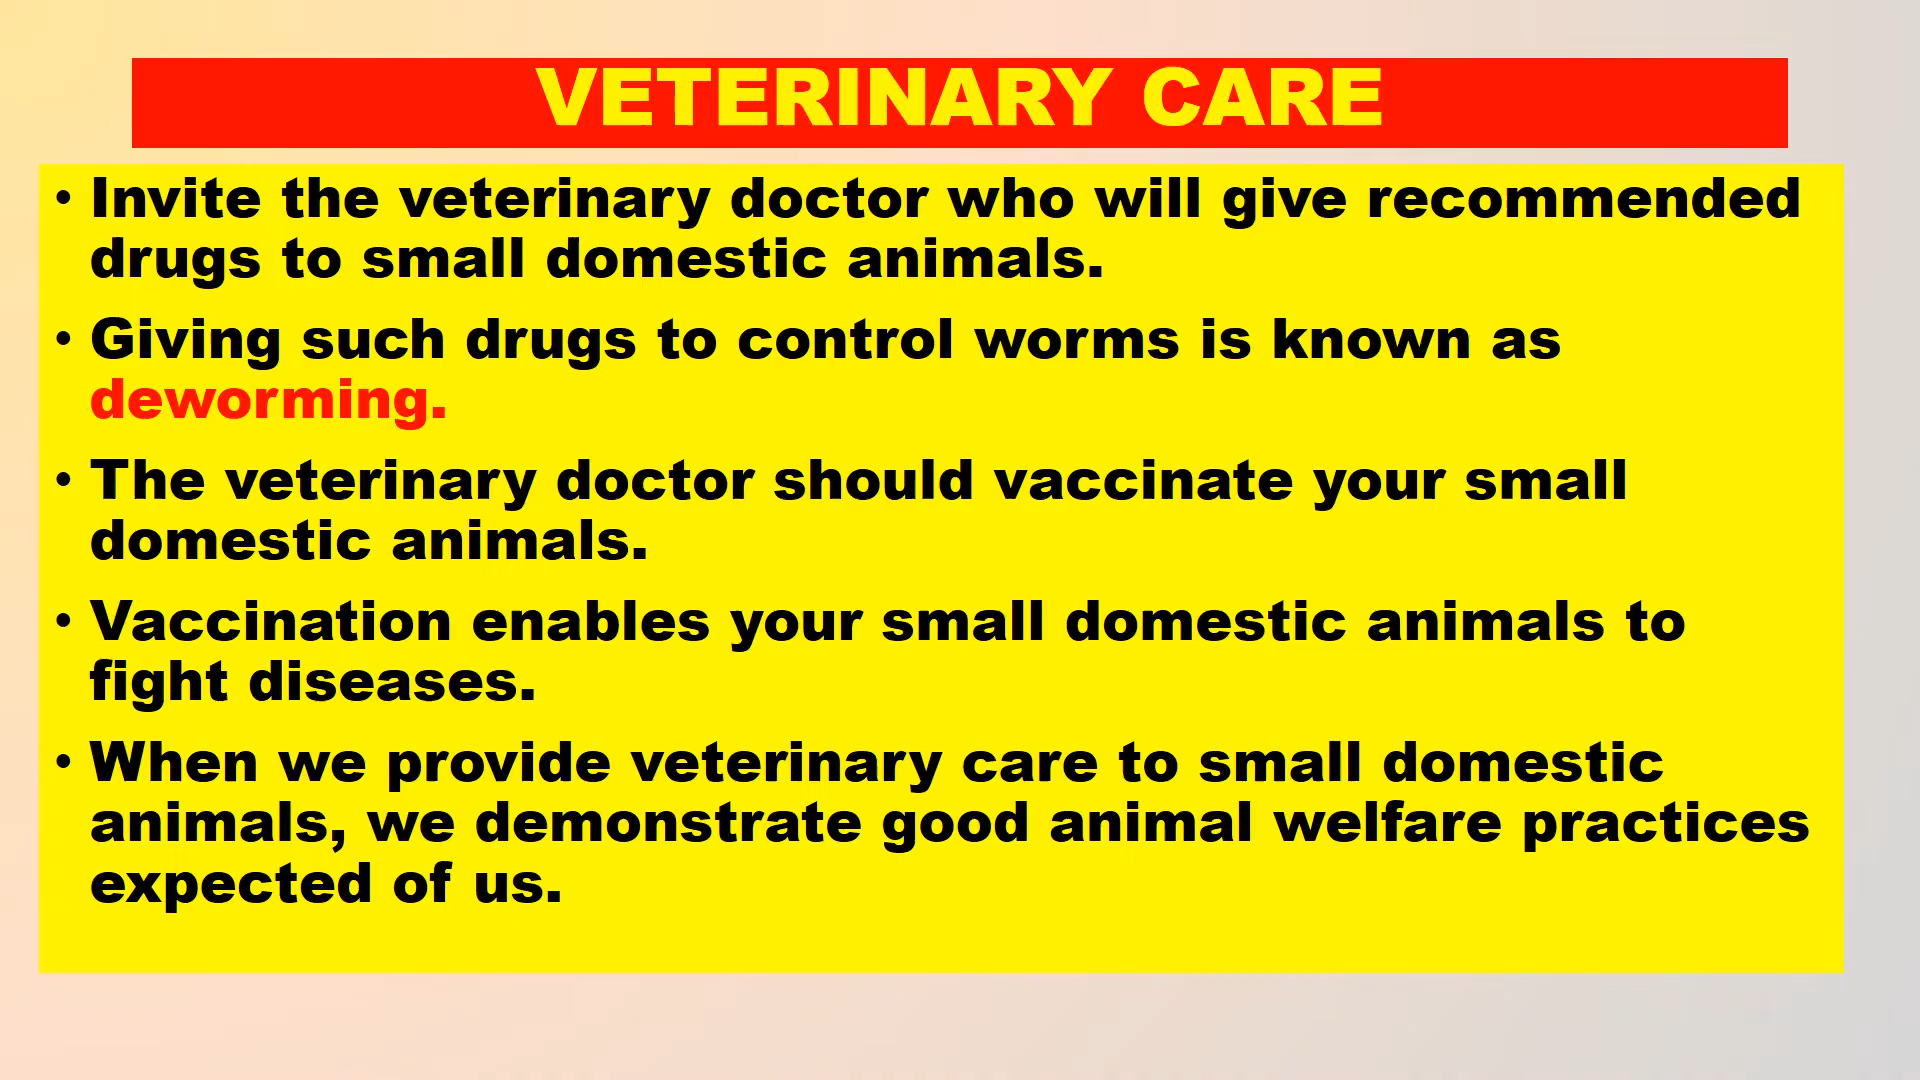 VETERINARY CARE
• Invite the veterinary doctor who will give recommended
drugs to small domestic animals.
• Giving such drugs to control worms is known as
deworming.
• The veterinary doctor should vaccinate your small
domestic animals.
• Vaccination enables your small domestic animals to
fight diseases.
• When we provide veterinary care to small domestic
animals, we demonstrate good animal welfare practices
expected of us.